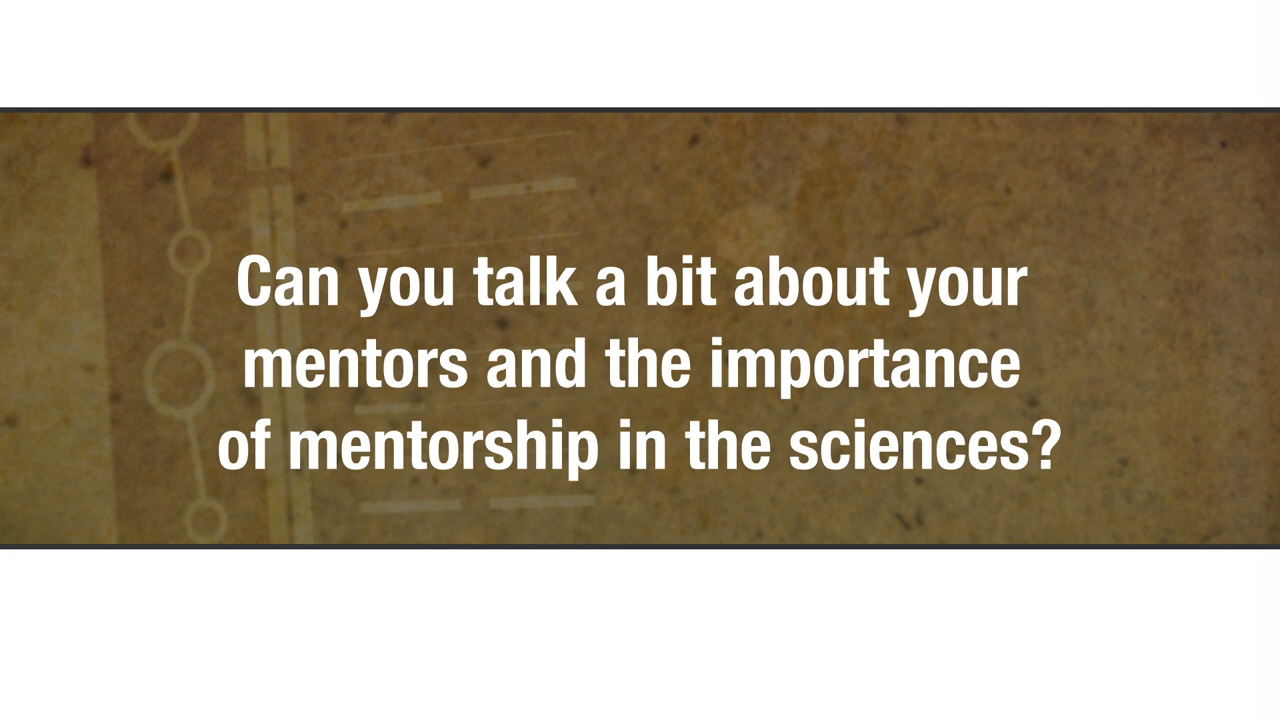 Can you talk a bit about your
mentors and the importance
of mentorship in the sciences?